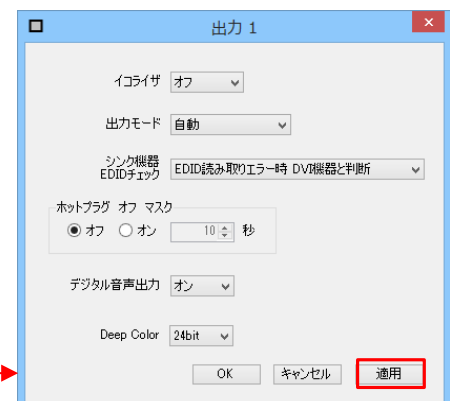 出力 1
イコライザ オフ
出力モード 自動
シンク機器
EDIDチェック EDID読み取りエラー時 DVI機器と判断
ホットプラグ オフ マスク
オフ オン 10 秒
デジタル音声出力 オン
Deep Color 24bit
OK キャンセル 適用